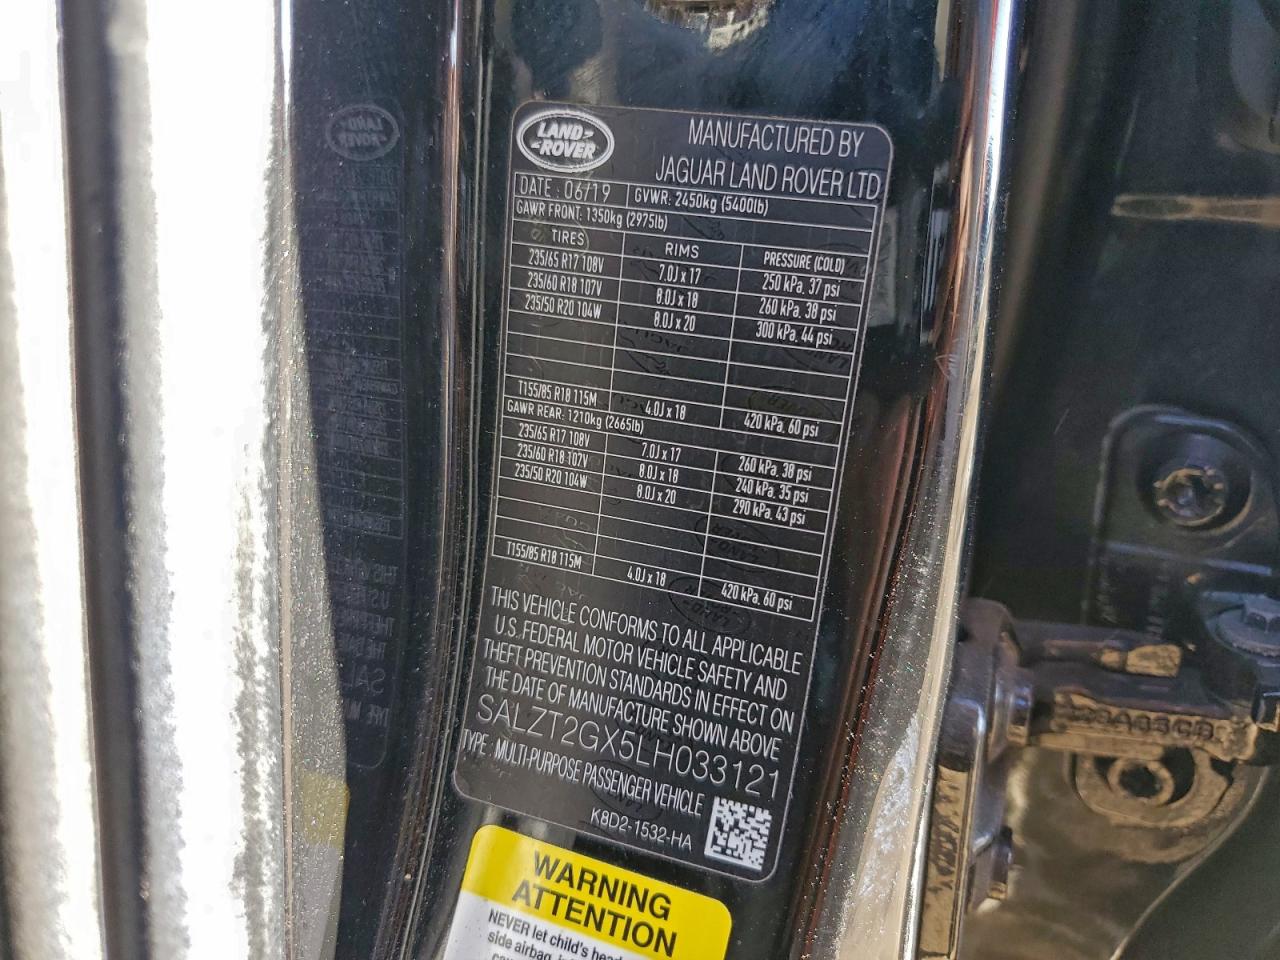 LAND ROVER
MANUFACTURED BY
JAGUAR LAND ROVER LTD
DATE : 06/19 GVWR: 2450kg (5400lb)
GAWR FRONT: 1350kg (2975lb)
TIRES RIMS PRESSURE (COLD)
235/65 R17 108V 7.0J x 17 250 kPa, 37 psi
235/60 R18 107V 8.0J x 18 260 kPa, 38 psi
235/50 R20 104W 8.0J x 20 300 kPa, 44 psi
T155/85 R18 115M 4.0J x 18 420 kPa, 60 psi
GAWR REAR: 1210kg (2665lb)
235/65 R17 108V 7.0J x 17 260 kPa, 38 psi
235/60 R18 107V 8.0J x 18 240 kPa, 35 psi
235/50 R20 104W 8.0J x 20 290 kPa, 43 psi
T155/85 R18 115M 4.0J x 18 420 kPa, 60 psi
THIS VEHICLE CONFORMS TO ALL APPLICABLE
U.S. FEDERAL MOTOR VEHICLE SAFETY AND
THEFT PREVENTION STANDARDS IN EFFECT ON
THE DATE OF MANUFACTURE SHOWN ABOVE
SALZT2GX5LH033121
TYPE : MULTI-PURPOSE PASSENGER VEHICLE
K8D2-1532-HA
WARNING
ATTENTION
NEVER let child's head
side airbag